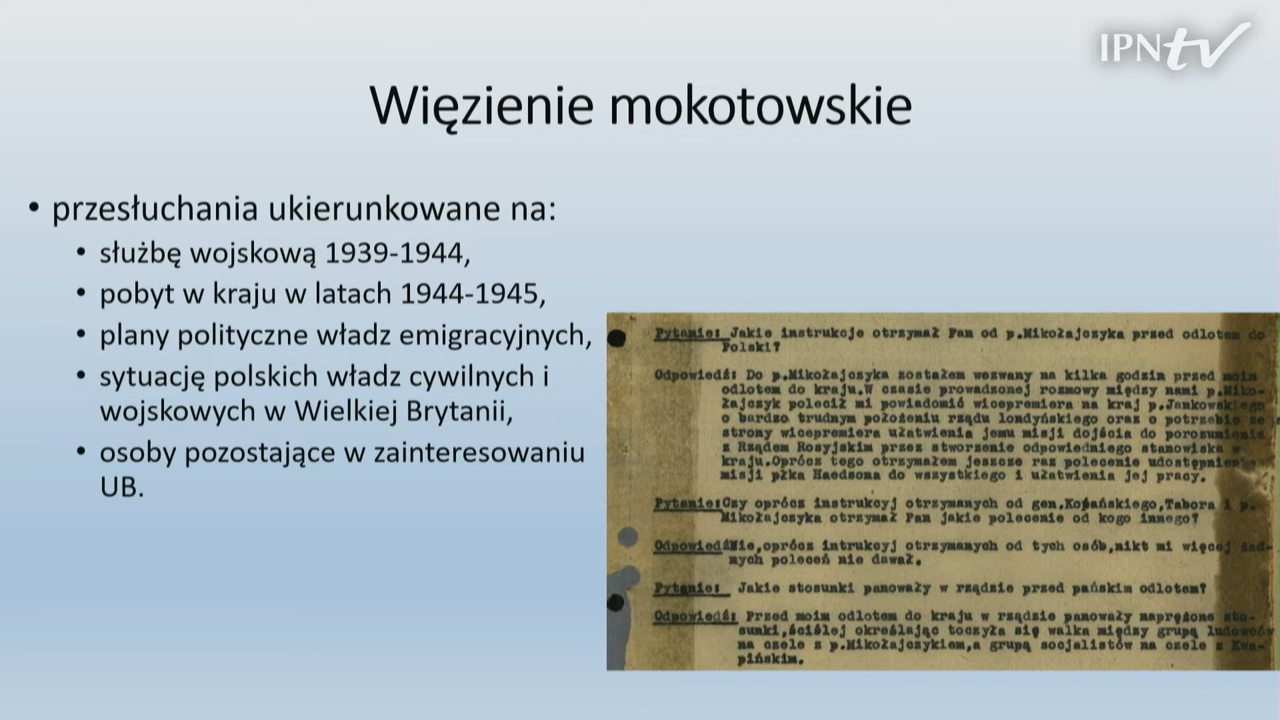 IPNtv
Więzienie mokotowskie
• przesłuchania ukierunkowane na:
• służbę wojskową 1939-1944,
• pobyt w kraju w latach 1944-1945,
• plany polityczne władz emigracyjnych,
• sytuację polskich władz cywilnych i
wojskowych w Wielkiej Brytanii,
• osoby pozostające w zainteresowaniu
UB.
Pytanie: Jakie instrukcje otrzymał Pan od p.Mikołajczyka przed odlotem do
Polski?
Odpowiedź: Do p.Mikołajczyka zostałem wezwany na kilka godzin przed moim
odlotem do kraju.W czasie prowadzonej rozmowy między nami p.Miko-
łajczyk polecił mi powiadomić wicepremiera na kraj p.Jankowskiego
o bardzo trudnym położeniu rządu londyńskiego oraz o potrzebie ze
strony wicepremiera ułatwienia jemu misji dojścia do porozumienia
z Rządem Rosyjskim przez stworzenie odpowiedniego stanowiska w
kraju.Oprócz tego otrzymałem jeszcze raz polecenie udostępnienia
misji płka Haedsona do wszystkiego i ułatwienia jej pracy.
Pytanie:Czy oprócz instrukcyj otrzymanych od gen.Kopańskiego,Tabora i p.
Mikołajczyka otrzymał Pan jakie polecenie od kogo innego?
Odpowiedź:Nie,oprócz intrukcyj otrzymanych od tych osób,nikt mi więcej żad-
nych poleceń nie dawał.
Pytanie: Jakie stosunki panowały w rządzie przed pańskim odlotem?
Odpowiedź: Przed moim odlotem do kraju w rządzie panowały naprężone sto-
sunki,ściślej określając toczyła się walka między grupą ludowców
na czele z p.Mikołajczykiem,a grupą socjalistów na czele z Kwa-
pińskim.